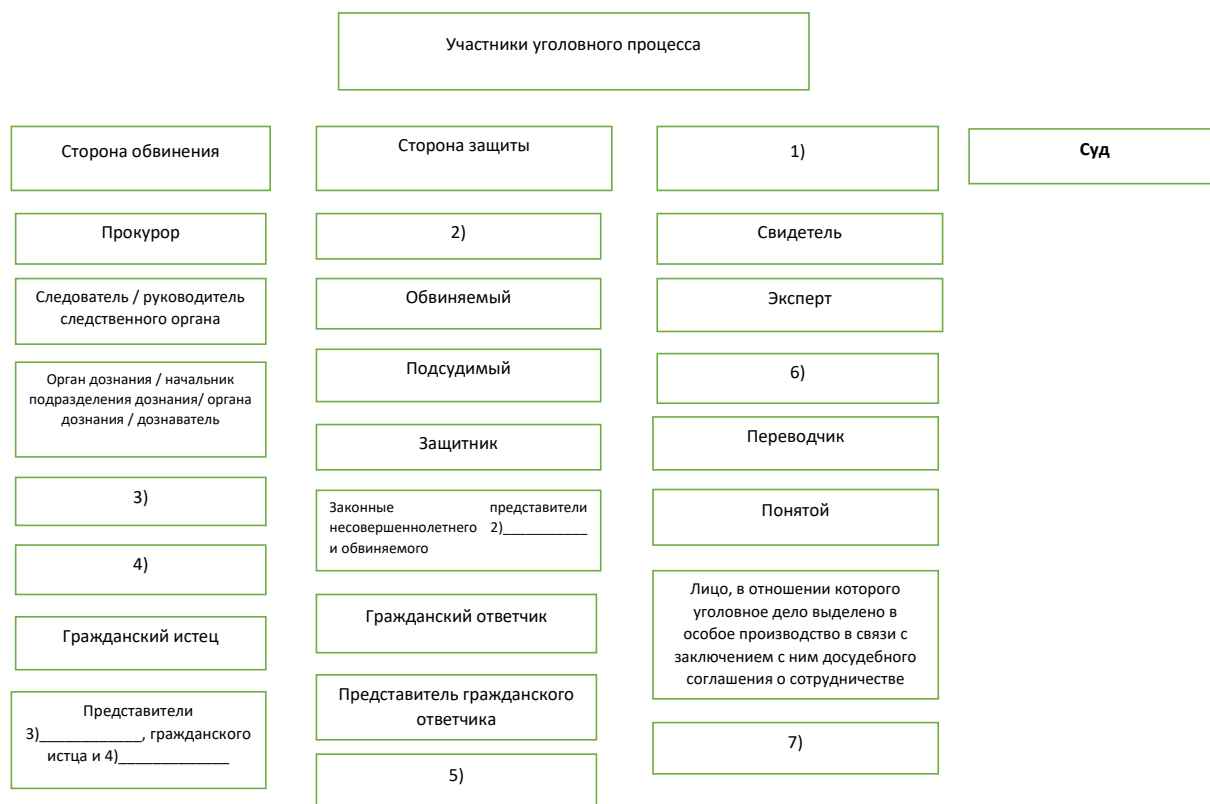 Участники уголовного процесса
Сторона обвинения
Прокурор
Следователь / руководитель
следственного органа
Орган дознания / начальник
подразделения дознания/ органа
дознания / дознаватель
3)
4)
Гражданский истец
Представители
3)____________, гражданского
истца и 4)_____________
Сторона защиты
2)
Обвиняемый
Подсудимый
Защитник
Законные представители
несовершеннолетнего 2)___________
и обвиняемого
Гражданский ответчик
Представитель гражданского
ответчика
5)
1)
Свидетель
Эксперт
6)
Переводчик
Понятой
Лицо, в отношении которого
уголовное дело выделено в
особое производство в связи с
заключением с ним досудебного
соглашения о сотрудничестве
7)
Суд